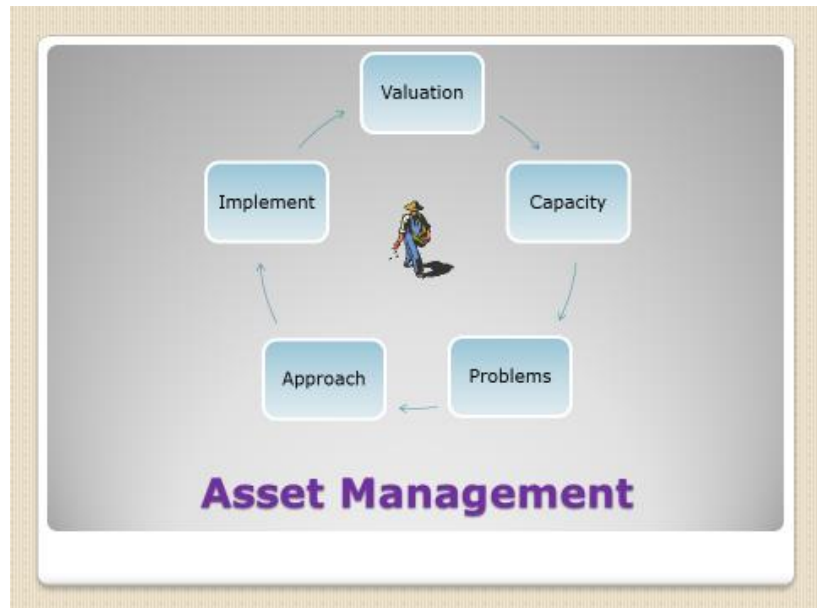 Valuation
Capacity
Problems
Approach
Implement
Asset Management